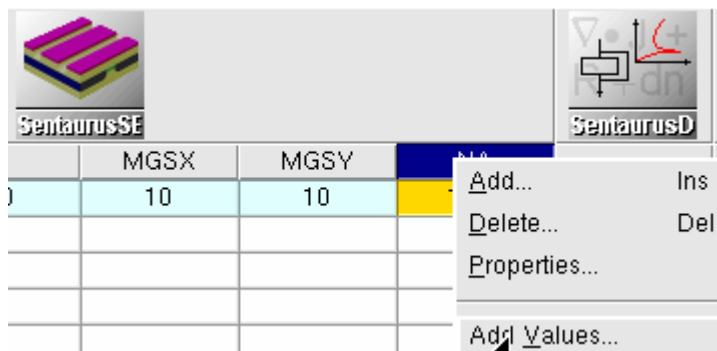 SentaurusSE
SentaurusD
MGSX MGSY
10 10
Add... Ins
Delete... Del
Properties...
Add Values...